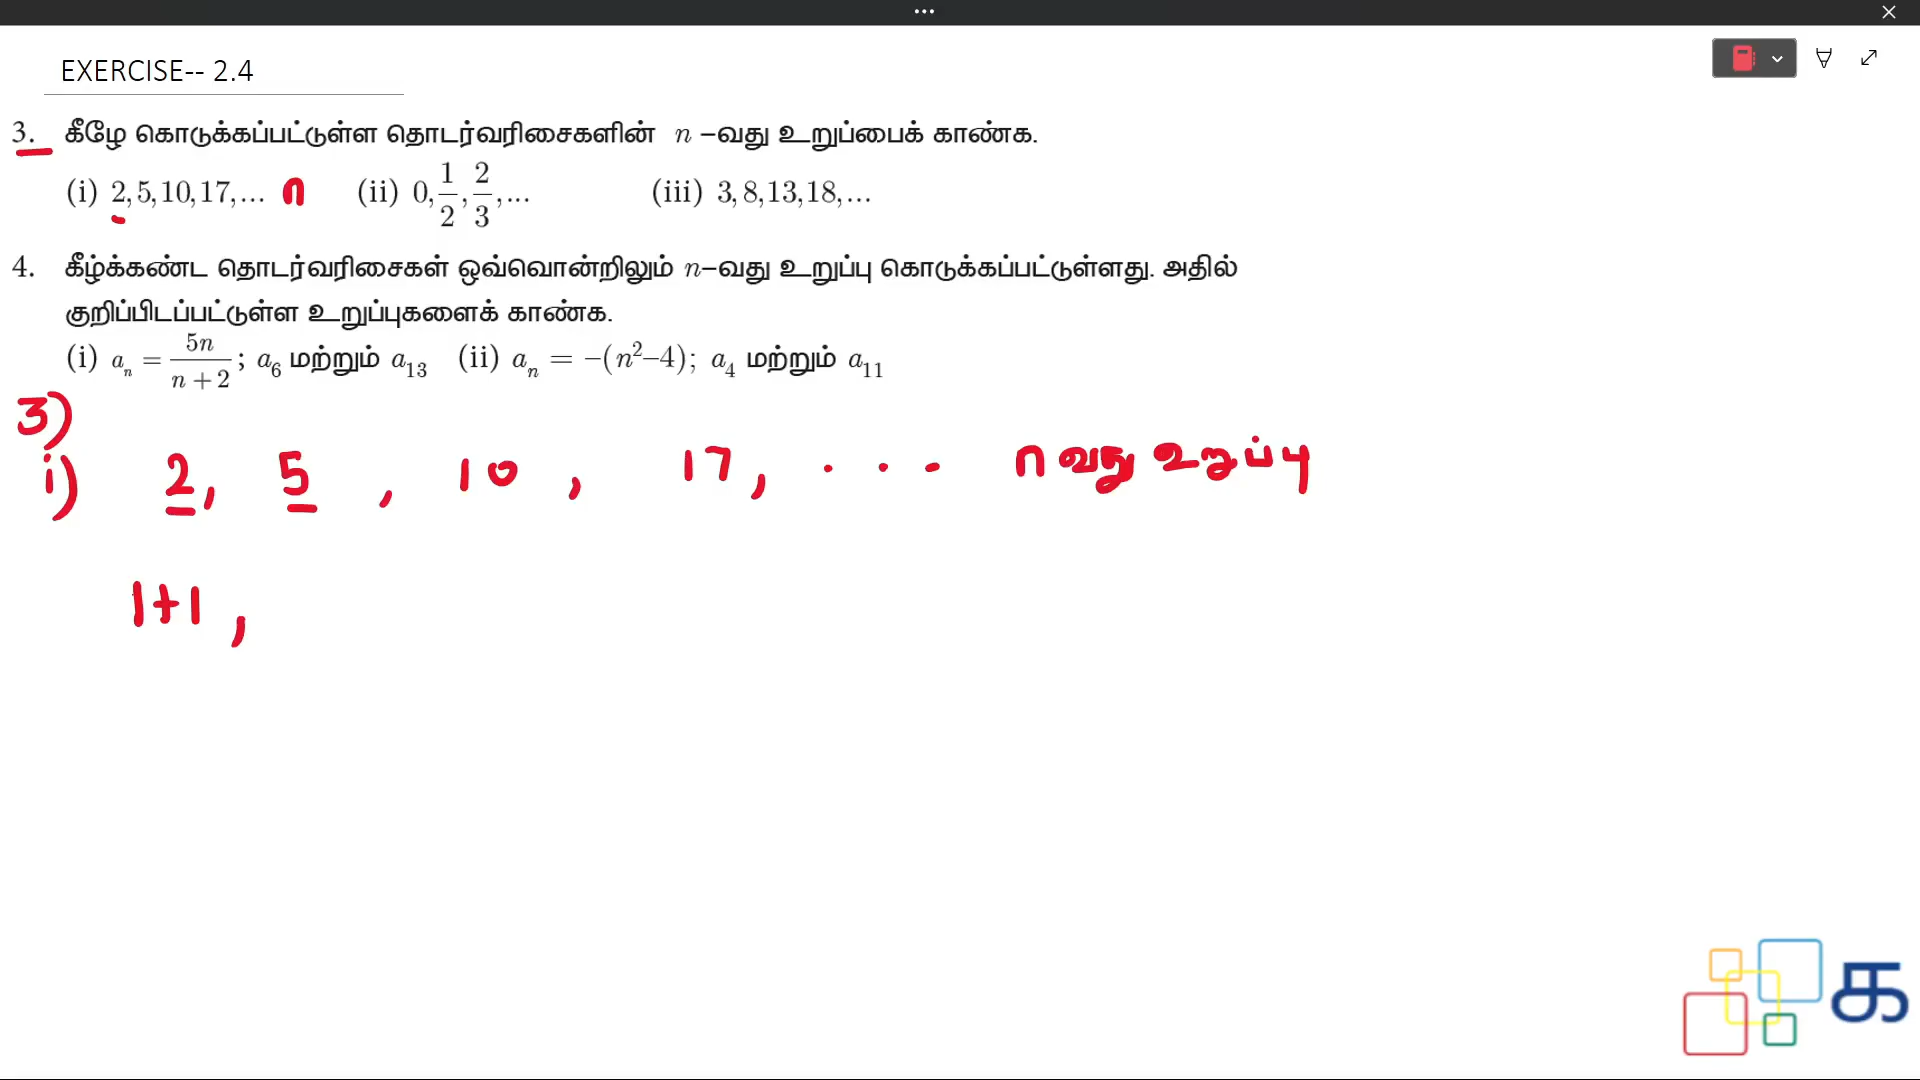 EXERCISE-- 2.4
3. கீழே கொடுக்கப்பட்டுள்ள தொடர்வரிசைகளின் n –வது உறுப்பைக் காண்க.
(i) 2,5,10,17,... n (ii) 0,1/2,2/3,... (iii) 3,8,13,18,...
4. கீழ்க்கண்ட தொடர்வரிசைகள் ஒவ்வொன்றிலும் n–வது உறுப்பு கொடுக்கப்பட்டுள்ளது. அதில்
குறிப்பிடப்பட்டுள்ள உறுப்புகளைக் காண்க.
(i) aₙ = 5n/(n+2); a₆ மற்றும் a₁₃ (ii) aₙ = –(n²–4); a₄ மற்றும் a₁₁
3)
i) 2, 5, 10, 17, ... n வது உறுப்பு
1+1,
க